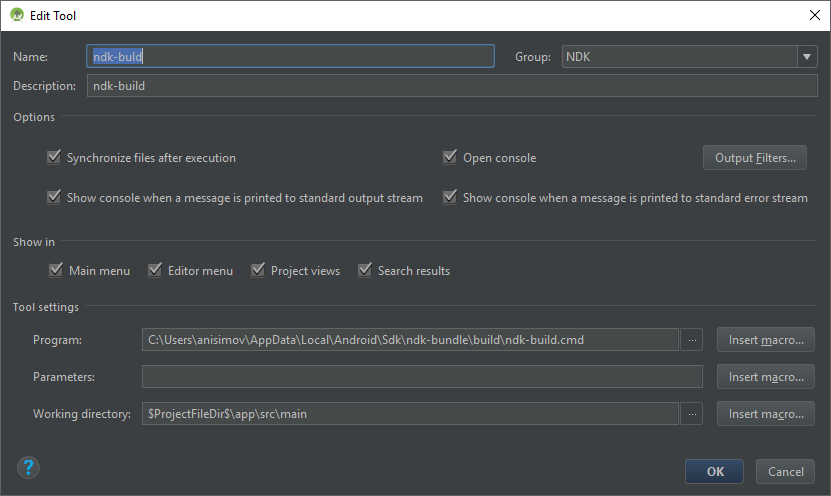 Edit Tool
Name: ndk-buld Group: NDK
Description: ndk-build
Options
Synchronize files after execution Open console Output Filters...
Show console when a message is printed to standard output stream Show console when a message is printed to standard error stream
Show in
Main menu Editor menu Project views Search results
Tool settings
Program: C:\Users\anisimov\AppData\Local\Android\Sdk\ndk-bundle\build\ndk-build.cmd ... Insert macro...
Parameters: Insert macro...
Working directory: $ProjectFileDir$\app\src\main ... Insert macro...
? OK Cancel